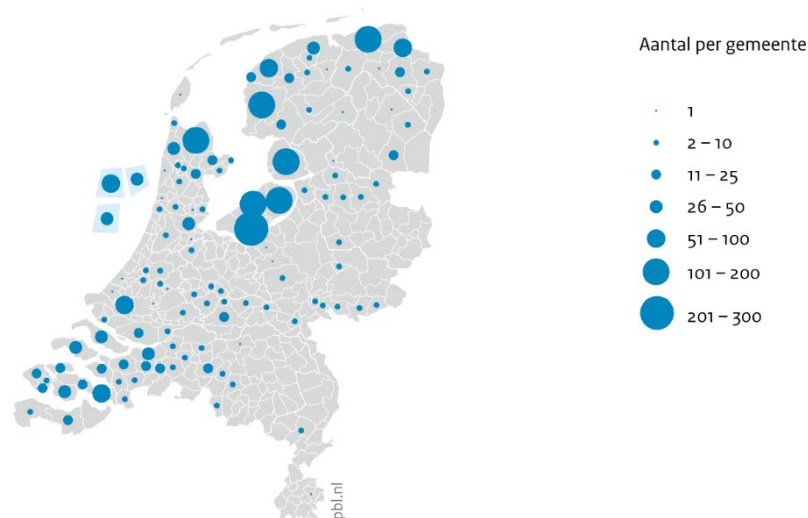 Aantal per gemeente
1
2 – 10
11 – 25
26 – 50
51 – 100
101 – 200
201 – 300
pbl.nl